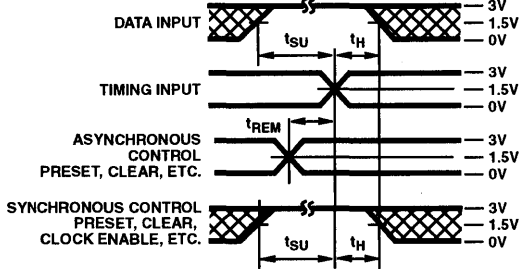 3V
DATA INPUT
1.5V
0V
tSU
tH
3V
TIMING INPUT
1.5V
0V
tREM
ASYNCHRONOUS
CONTROL
PRESET, CLEAR, ETC.
3V
1.5V
0V
SYNCHRONOUS CONTROL
PRESET, CLEAR,
CLOCK ENABLE, ETC.
3V
1.5V
0V
tSU
tH